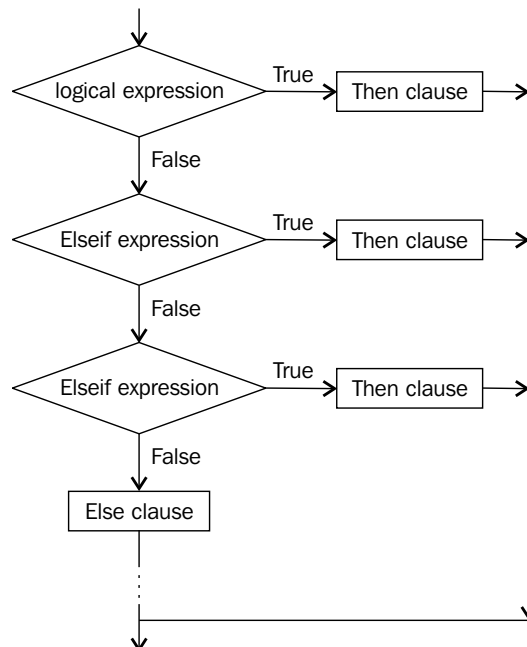 True
logical expression
Then clause
False
True
Elseif expression
Then clause
False
True
Elseif expression
Then clause
False
Else clause